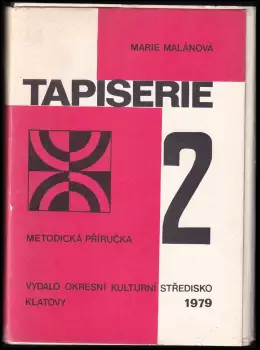 MARIE MALÁNOVÁ
TAPISERIE
2
METODICKÁ PŘÍRUČKA
VYDALO OKRESNÍ KULTURNÍ STŘEDISKO
KLATOVY 1979